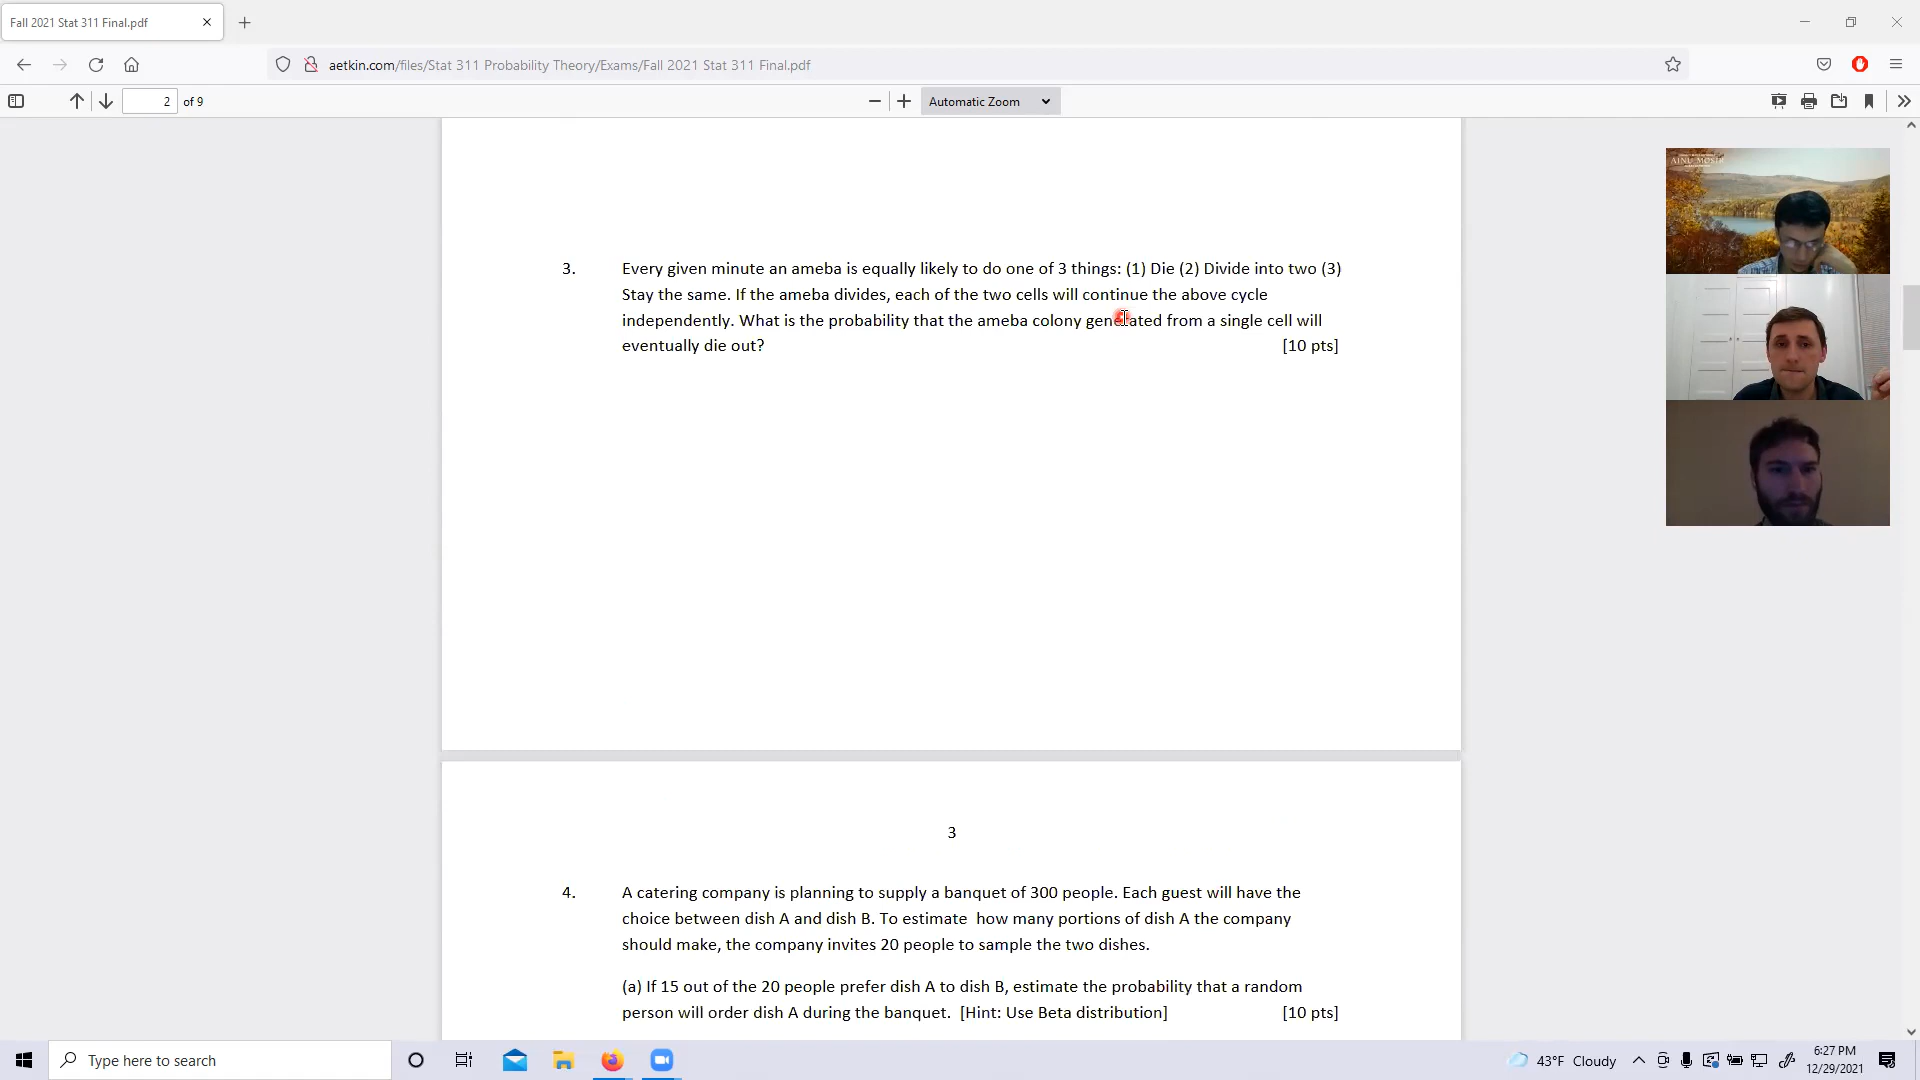 Fall 2021 Stat 311 Final.pdf
aetkin.com/files/Stat 311 Probability Theory/Exams/Fall 2021 Stat 311 Final.pdf
2 of 9
Automatic Zoom
AINU MOSIR
3. Every given minute an ameba is equally likely to do one of 3 things: (1) Die (2) Divide into two (3)
Stay the same. If the ameba divides, each of the two cells will continue the above cycle
independently. What is the probability that the ameba colony generated from a single cell will
eventually die out? [10 pts]
3
4. A catering company is planning to supply a banquet of 300 people. Each guest will have the
choice between dish A and dish B. To estimate how many portions of dish A the company
should make, the company invites 20 people to sample the two dishes.
(a) If 15 out of the 20 people prefer dish A to dish B, estimate the probability that a random
person will order dish A during the banquet. [Hint: Use Beta distribution] [10 pts]
Type here to search
43°F Cloudy
6:27 PM
12/29/2021